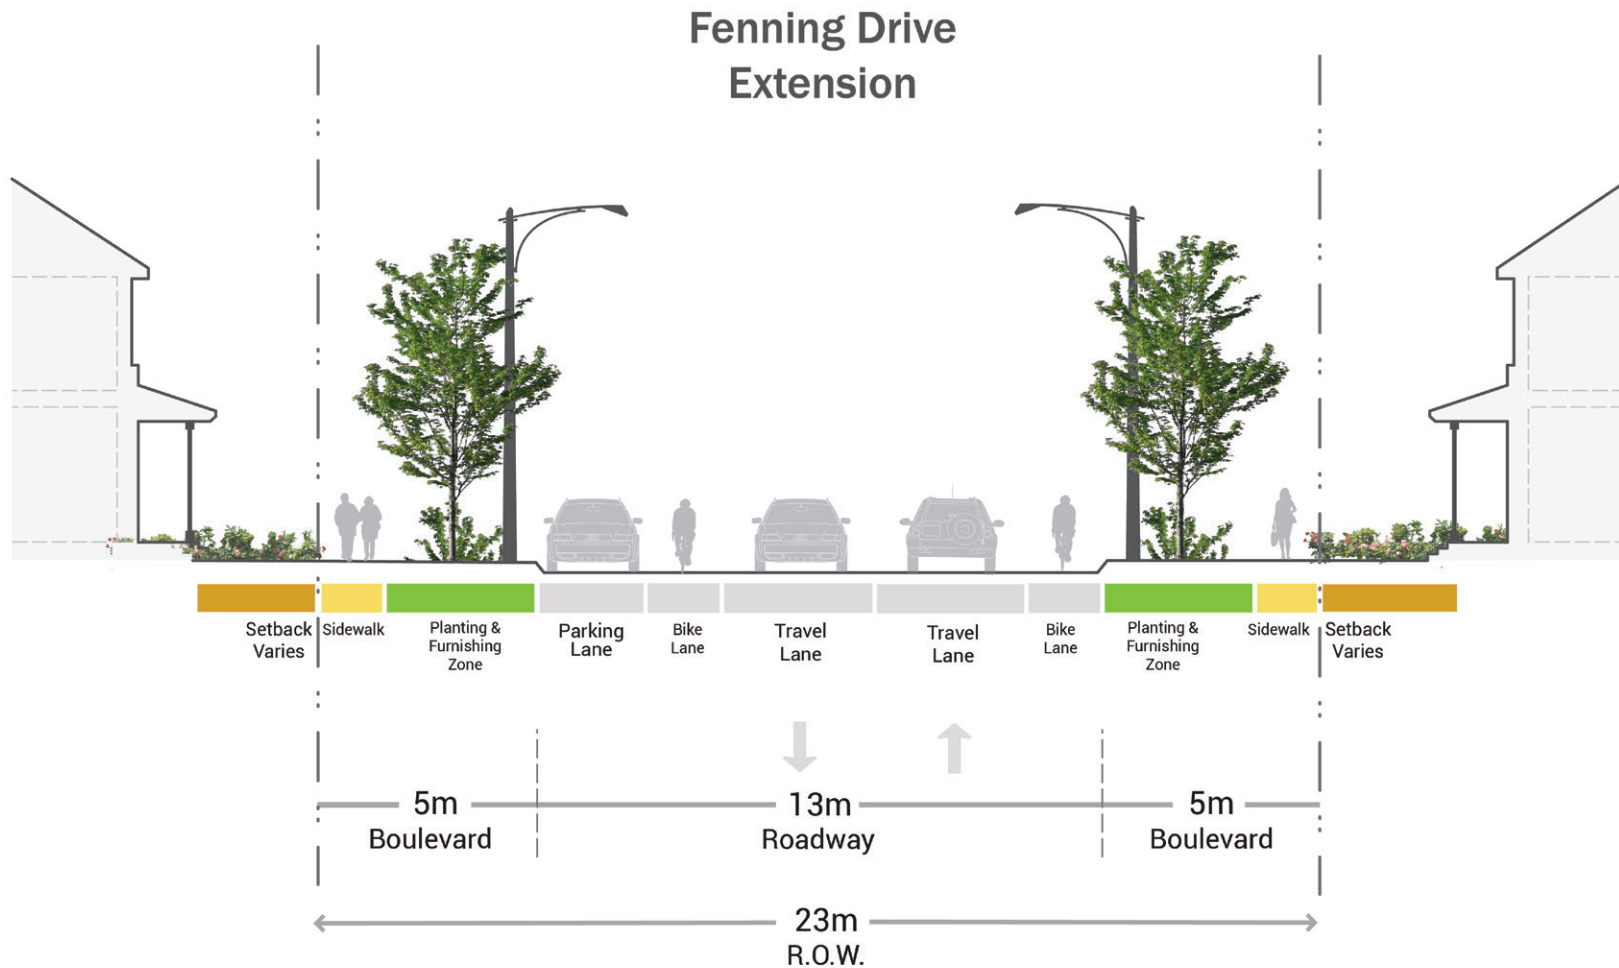 Fenning Drive
Extension
Setback
Varies
Sidewalk
Planting &
Furnishing
Zone
Parking
Lane
Bike
Lane
Travel
Lane
Travel
Lane
Bike
Lane
Planting &
Furnishing
Zone
Sidewalk
Setback
Varies
5m
Boulevard
13m
Roadway
5m
Boulevard
23m
R.O.W.